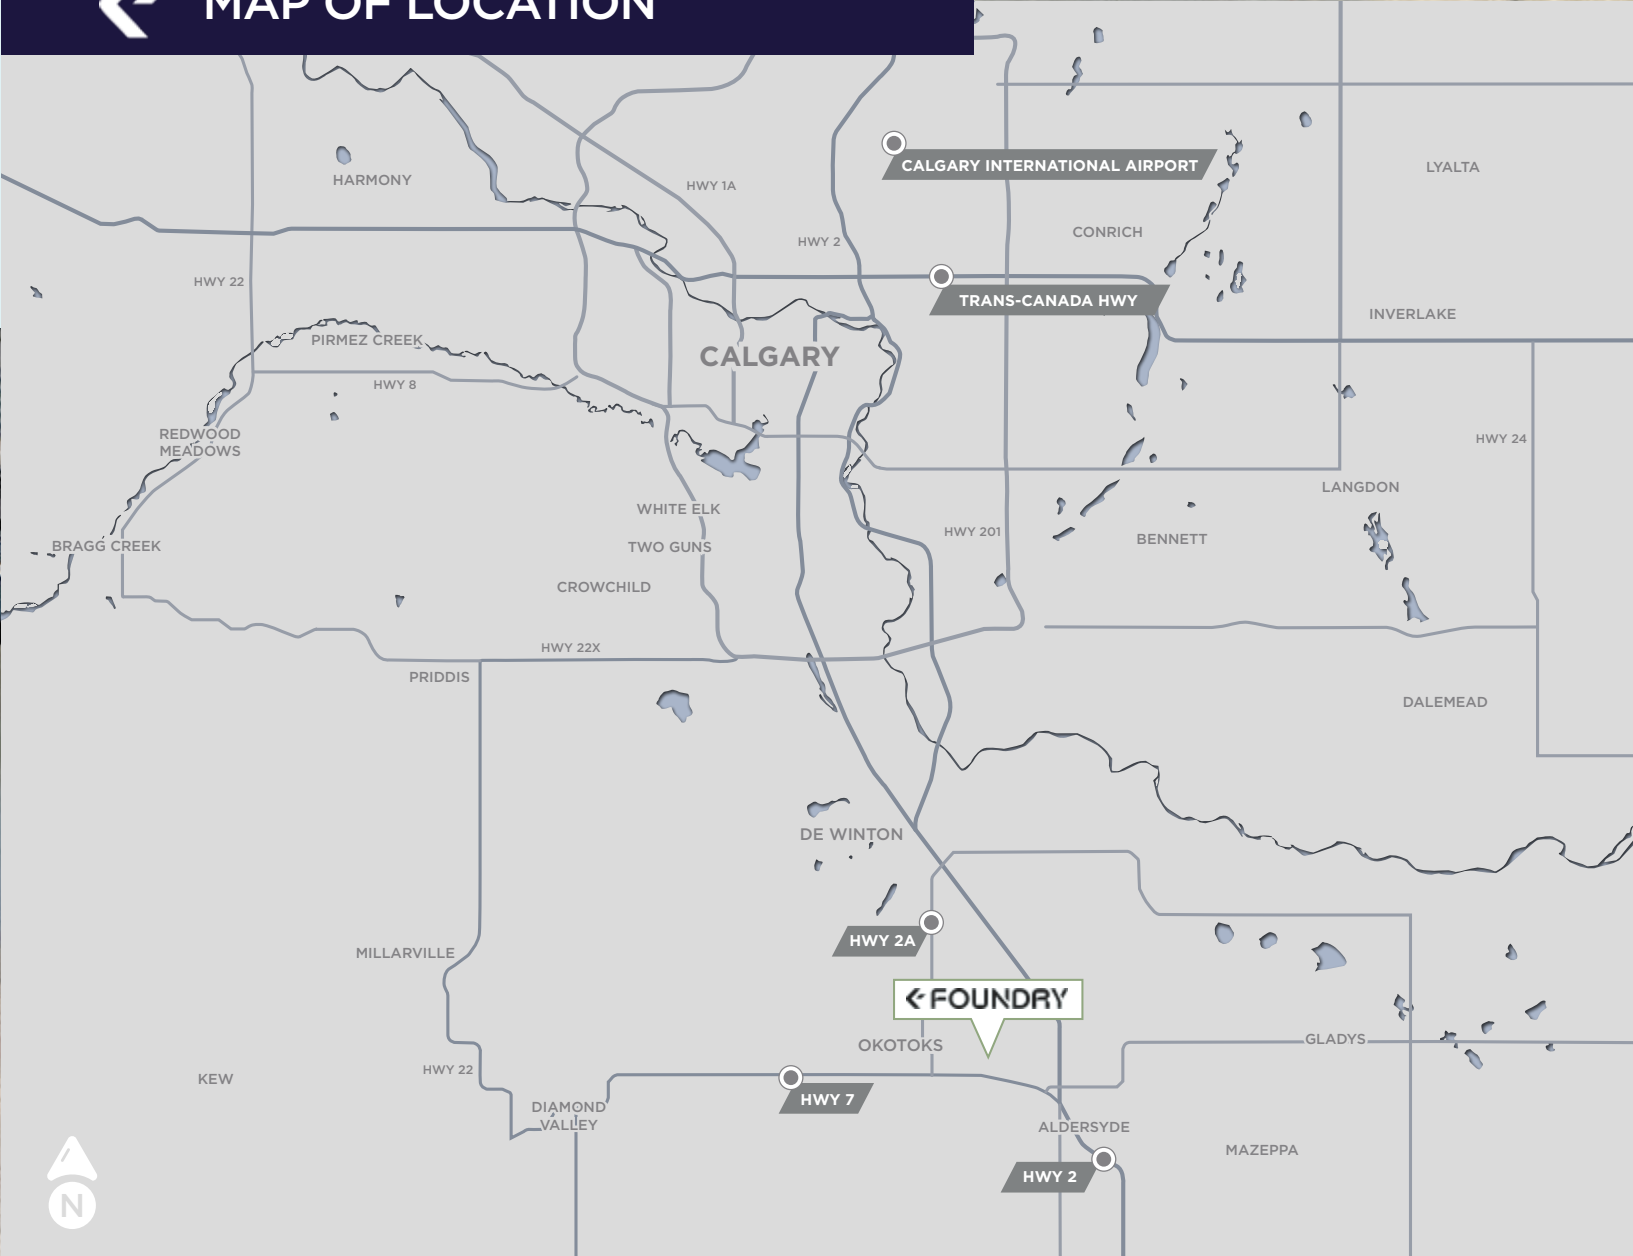 MAP OF LOCATION
CALGARY INTERNATIONAL AIRPORT
LYALTA
HARMONY
HWY 1A
CONRICH
HWY 2
HWY 22
TRANS-CANADA HWY
INVERLAKE
PIRMEZ CREEK
CALGARY
HWY 8
REDWOOD
MEADOWS
HWY 24
LANGDON
WHITE ELK
HWY 201
BENNETT
BRAGG CREEK
TWO GUNS
CROWCHILD
HWY 22X
PRIDDIS
DALEMEAD
DE WINTON
HWY 2A
MILLARVILLE
FOUNDRY
OKOTOKS
GLADYS
HWY 22
KEW
HWY 7
DIAMOND
VALLEY
ALDERSYDE
MAZEPPA
HWY 2
N